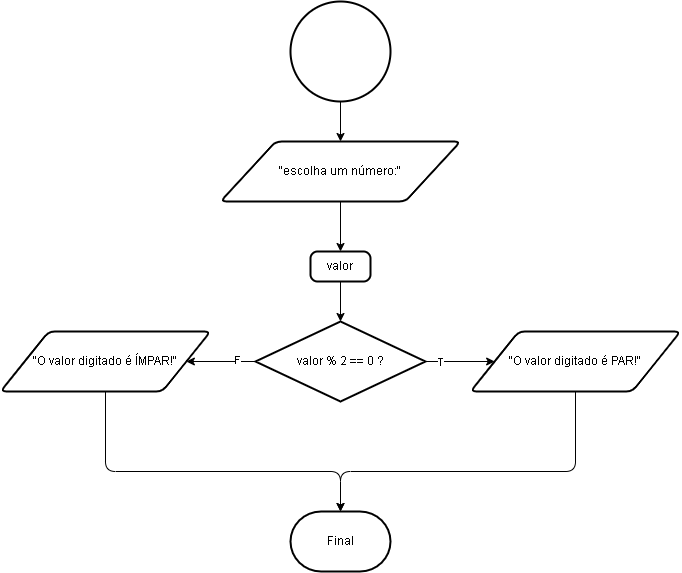 "escolha um número:"
valor
"O valor digitado é ÍMPAR!"
F
valor % 2 == 0 ?
T
"O valor digitado é PAR!"
Final